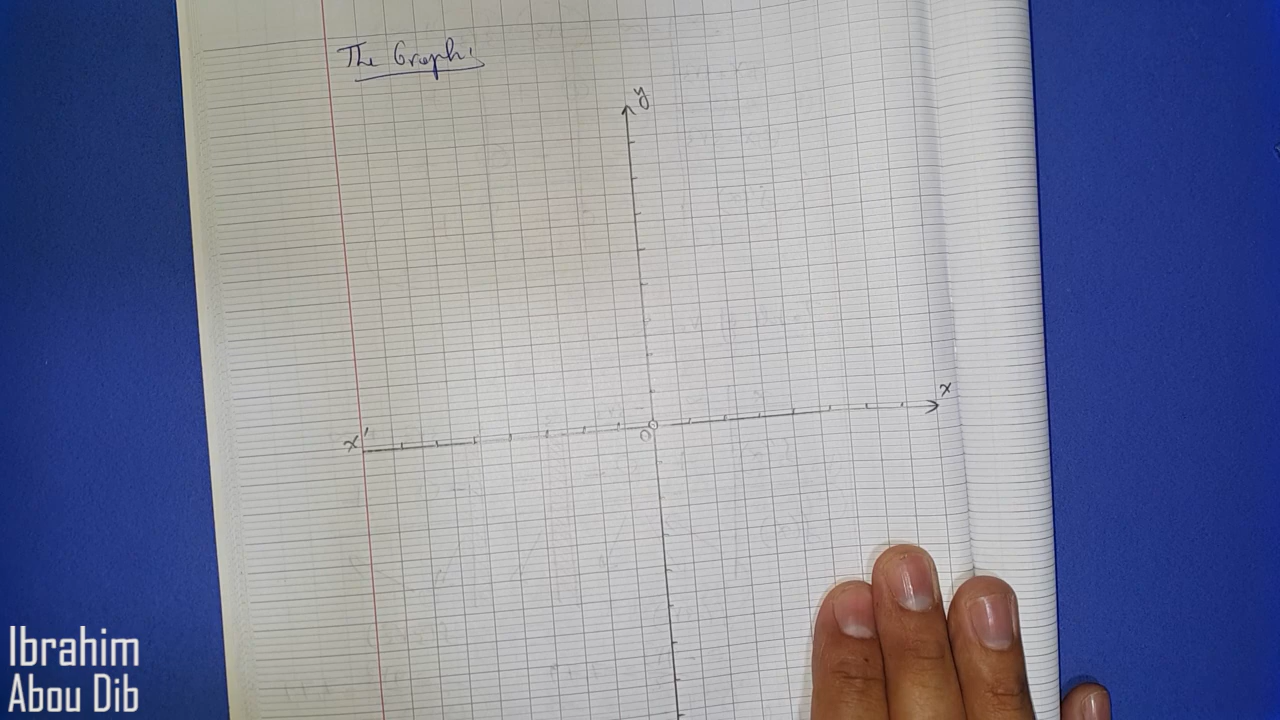 The Graph:
y
x
x'
O
Ibrahim
Abou Dib